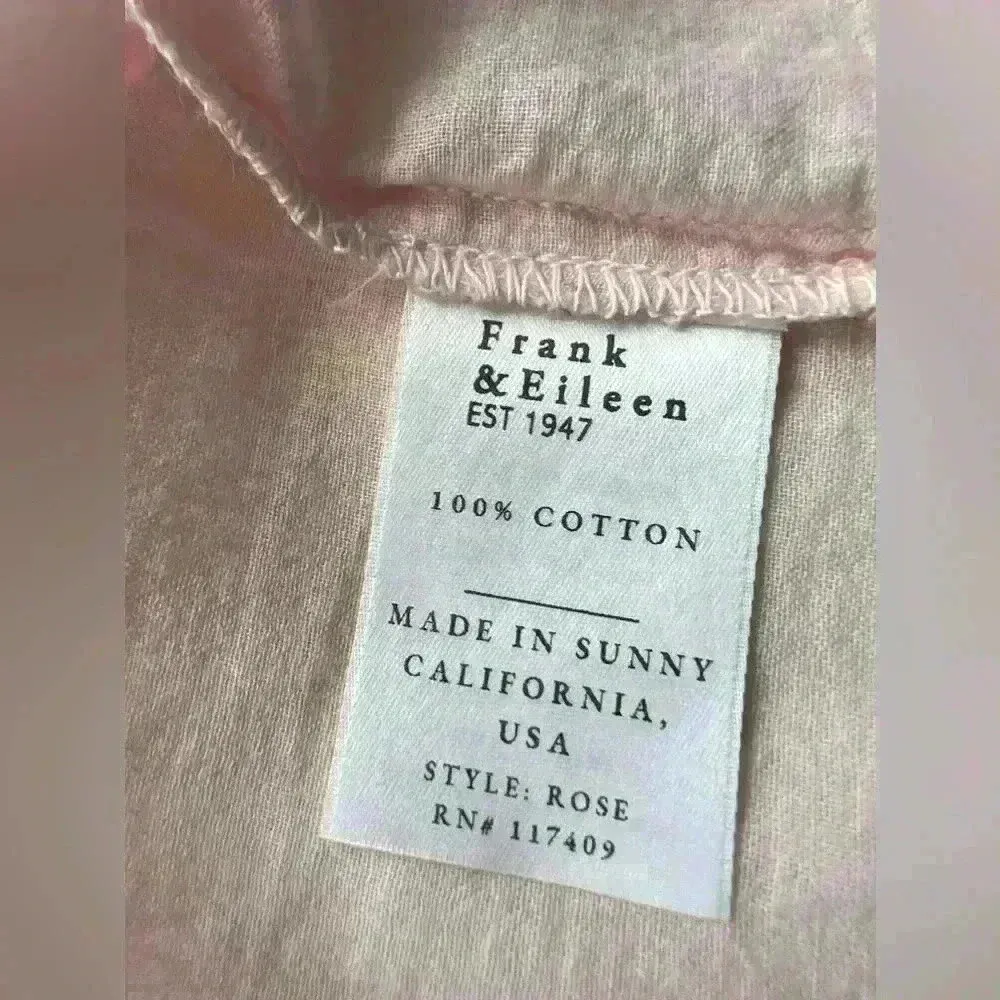 Frank
&Eileen
EST 1947
100% COTTON
MADE IN SUNNY
CALIFORNIA,
USA
STYLE: ROSE
RN# 117409